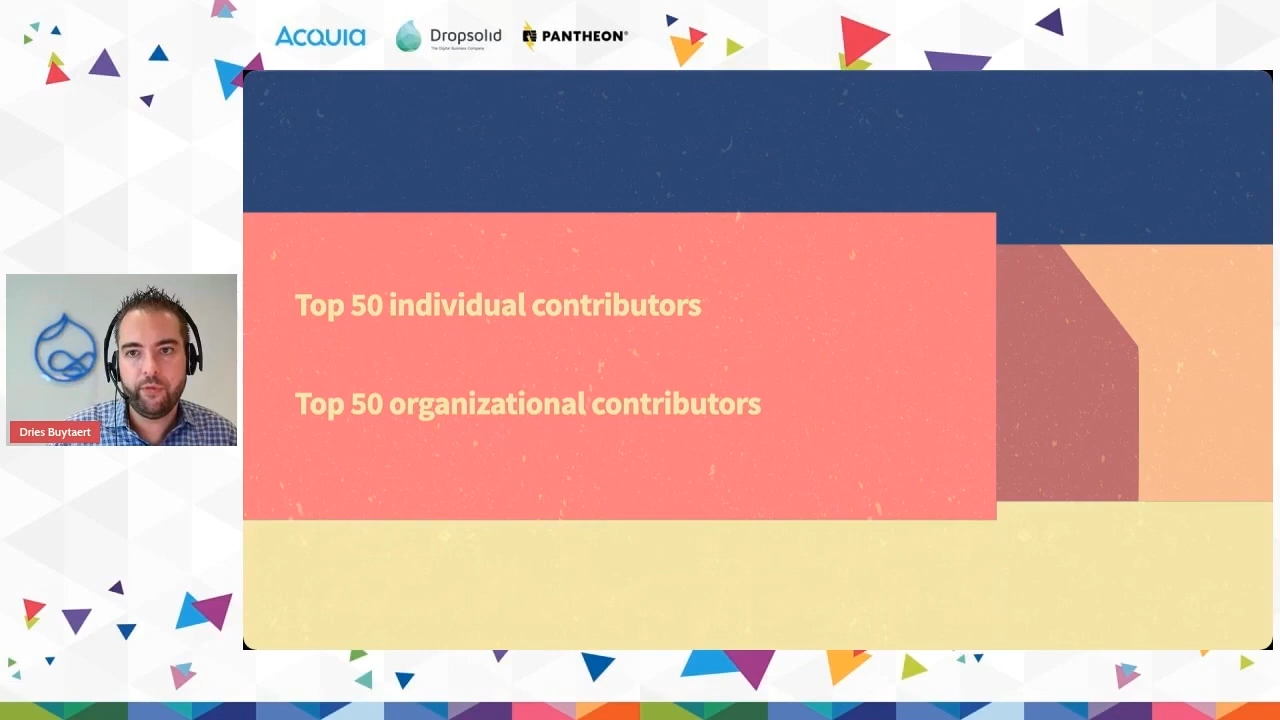 Acquia
Dropsolid
The Digital Business Company
PANTHEON
Top 50 individual contributors
Top 50 organizational contributors
Dries Buytaert